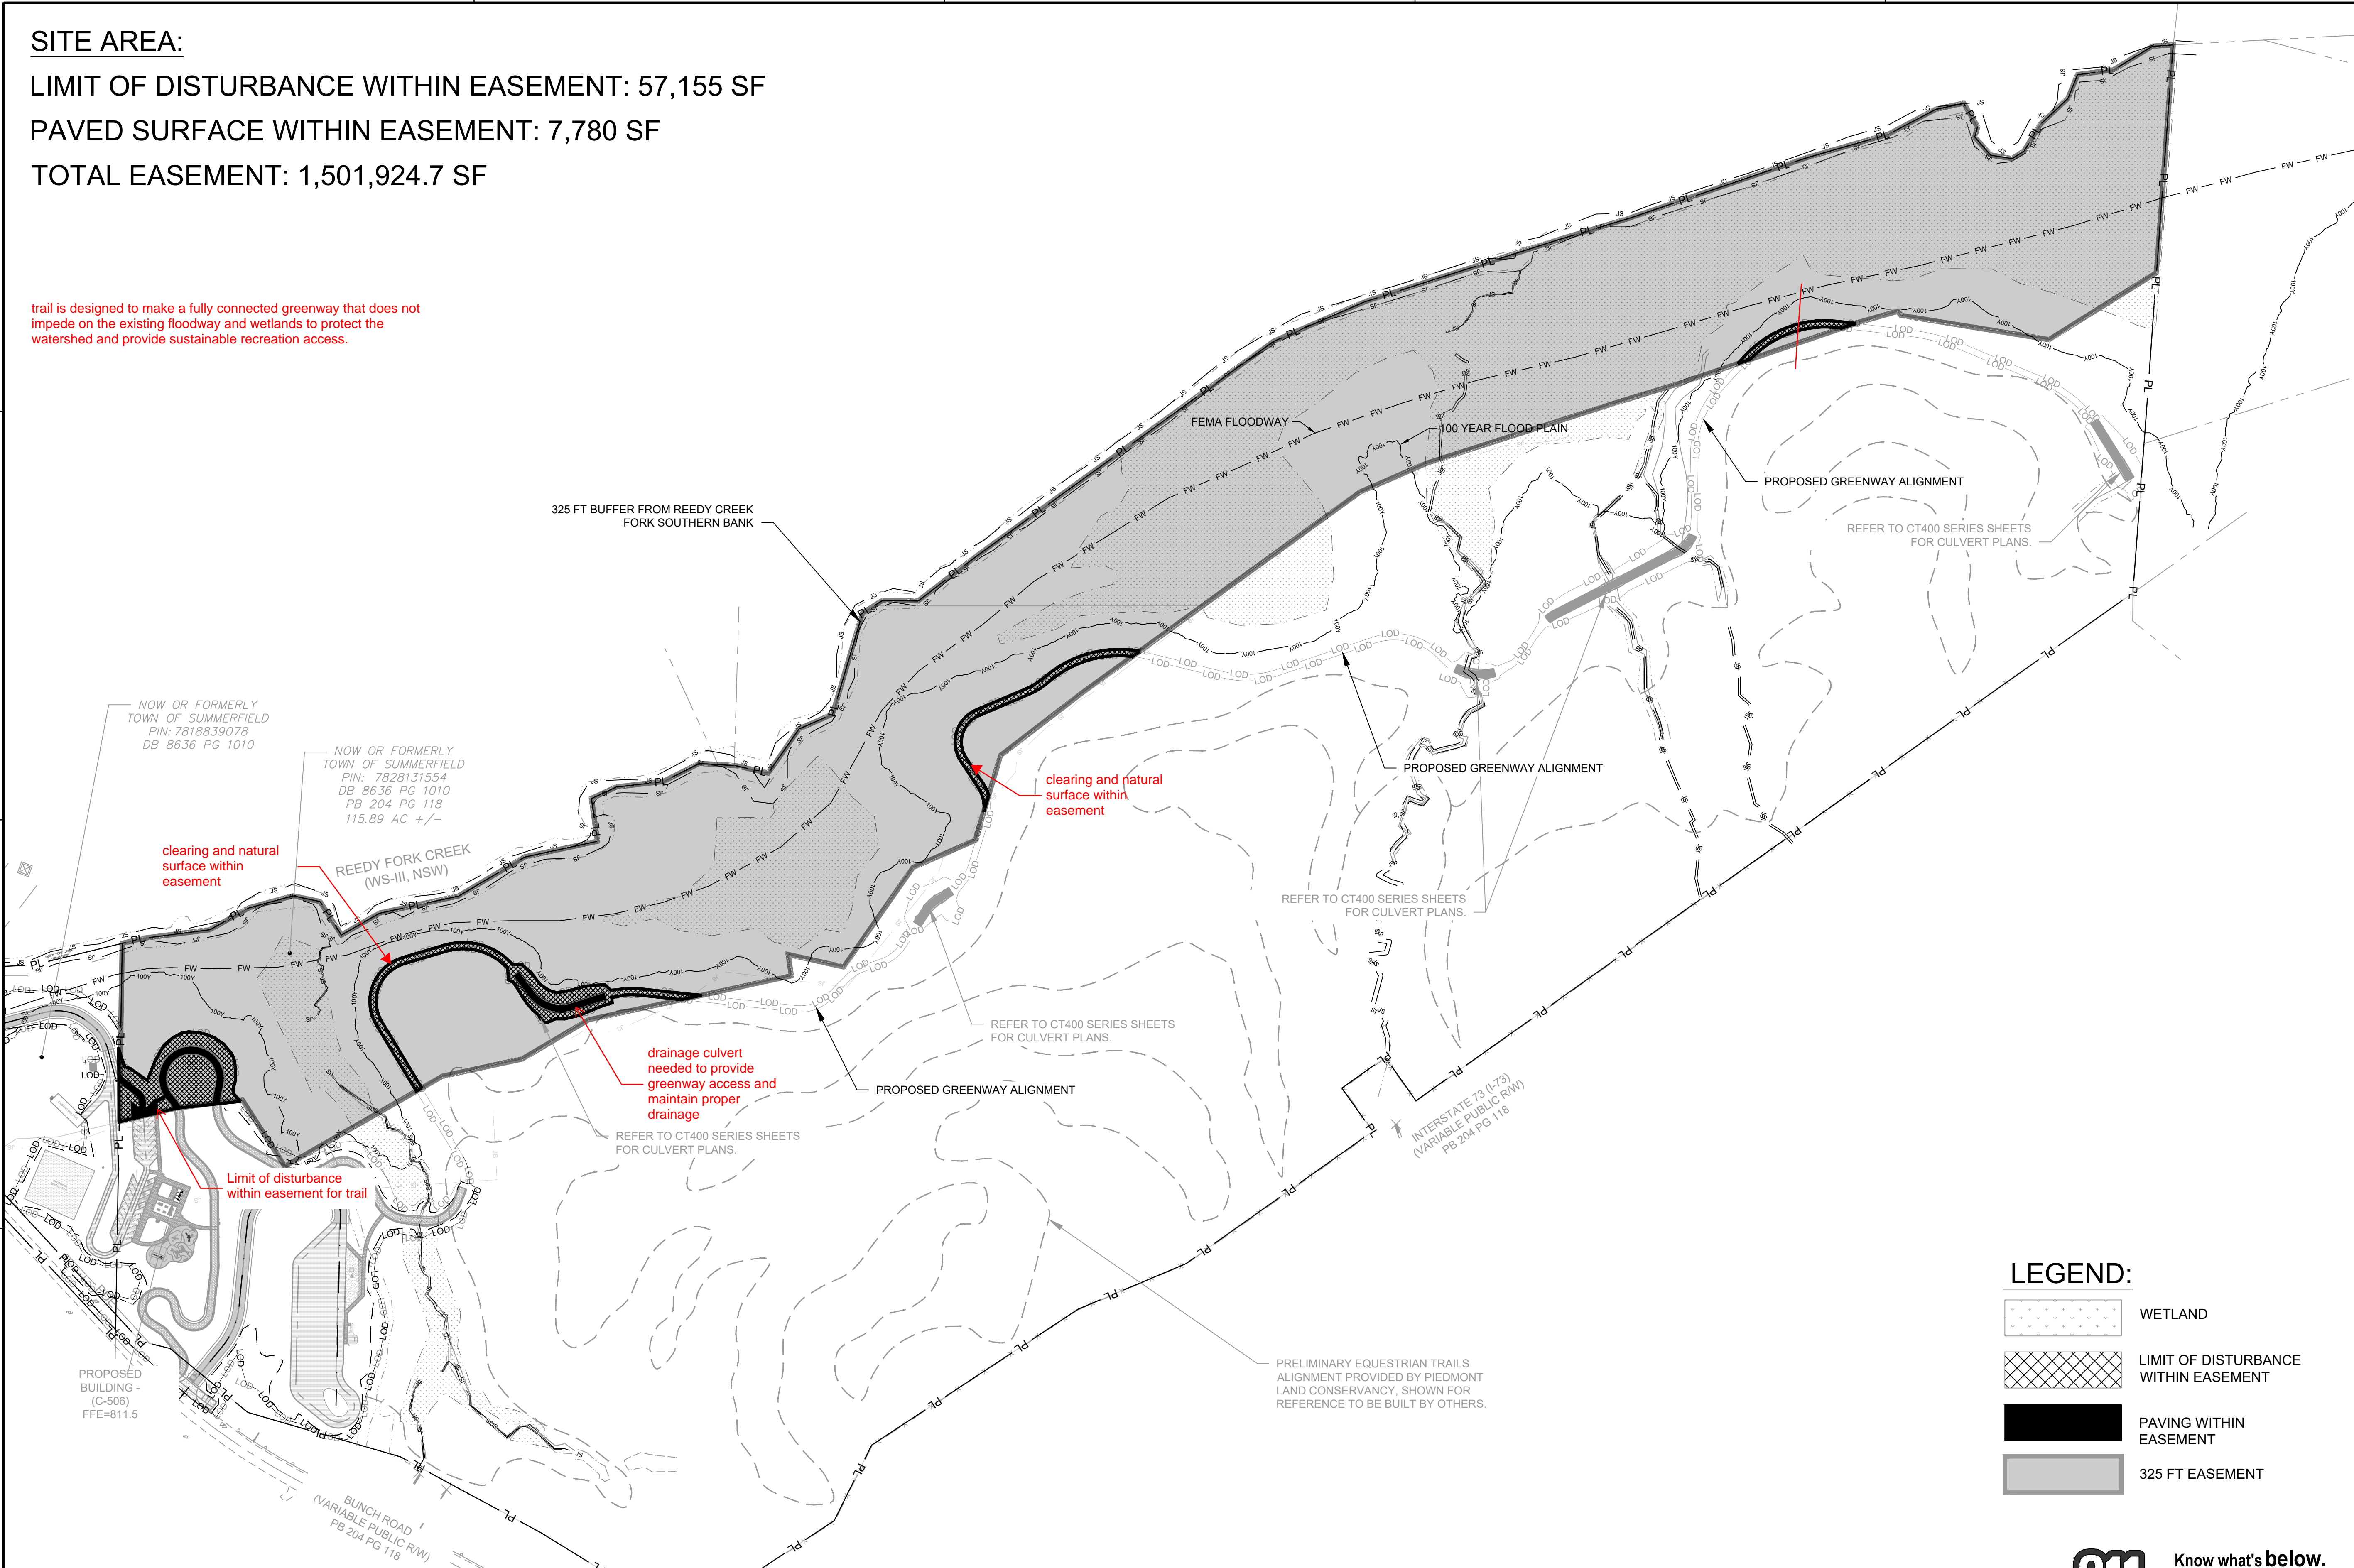 SITE AREA:
LIMIT OF DISTURBANCE WITHIN EASEMENT: 57,155 SF
PAVED SURFACE WITHIN EASEMENT: 7,780 SF
TOTAL EASEMENT: 1,501,924.7 SF
trail is designed to make a fully connected greenway that does not
impede on the existing floodway and wetlands to protect the
watershed and provide sustainable recreation access.
FEMA FLOODWAY
100 YEAR FLOOD PLAIN
PROPOSED GREENWAY ALIGNMENT
325 FT BUFFER FROM REEDY CREEK
FORK SOUTHERN BANK
REFER TO CT400 SERIES SHEETS
FOR CULVERT PLANS.
NOW OR FORMERLY
TOWN OF SUMMERFIELD
PIN: 7818839078
DB 8636 PG 1010
NOW OR FORMERLY
TOWN OF SUMMERFIELD
PIN: 7828131554
DB 8636 PG 1010
PB 204 PG 118
115.89 AC +/-
clearing and natural
surface within
easement
PROPOSED GREENWAY ALIGNMENT
clearing and natural
surface within
easement
REEDY FORK CREEK
(WS-III, NSW)
REFER TO CT400 SERIES SHEETS
FOR CULVERT PLANS.
REFER TO CT400 SERIES SHEETS
FOR CULVERT PLANS.
drainage culvert
needed to provide
greenway access and
maintain proper
drainage
PROPOSED GREENWAY ALIGNMENT
REFER TO CT400 SERIES SHEETS
FOR CULVERT PLANS.
INTERSTATE 73 (I-73)
(VARIABLE PUBLIC R/W)
PB 204 PG 118
Limit of disturbance
within easement for trail
PROPOSED
BUILDING -
(C-506)
FFE=811.5
PRELIMINARY EQUESTRIAN TRAILS
ALIGNMENT PROVIDED BY PIEDMONT
LAND CONSERVANCY, SHOWN FOR
REFERENCE TO BE BUILT BY OTHERS.
BUNCH ROAD
(VARIABLE PUBLIC R/W)
PB 204 PG 118
LEGEND:
WETLAND
LIMIT OF DISTURBANCE
WITHIN EASEMENT
PAVING WITHIN
EASEMENT
325 FT EASEMENT
Know what's below.
PL
FW
100Y
LOD
JS